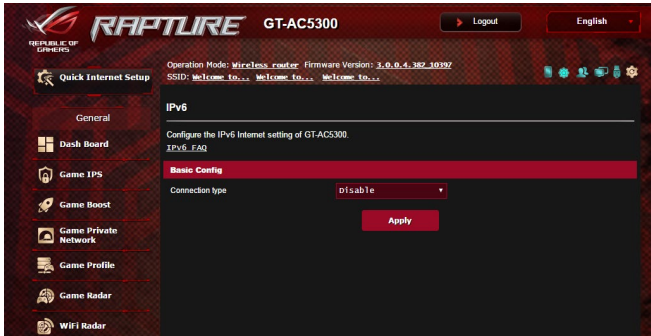 REPUBLIC OF
GAMERS
RAPTURE
GT-AC5300
Logout
English
Operation Mode: Wireless router Firmware Version: 3.0.0.4.382_10397
SSID: Welcome to... Welcome to... Welcome to...
Quick Internet Setup
General
Dash Board
Game IPS
Game Boost
Game Private
Network
Game Profile
Game Radar
WiFi Radar
IPv6
Configure the IPv6 Internet setting of GT-AC5300.
IPv6 FAQ
Basic Config
Connection type
Disable
Apply